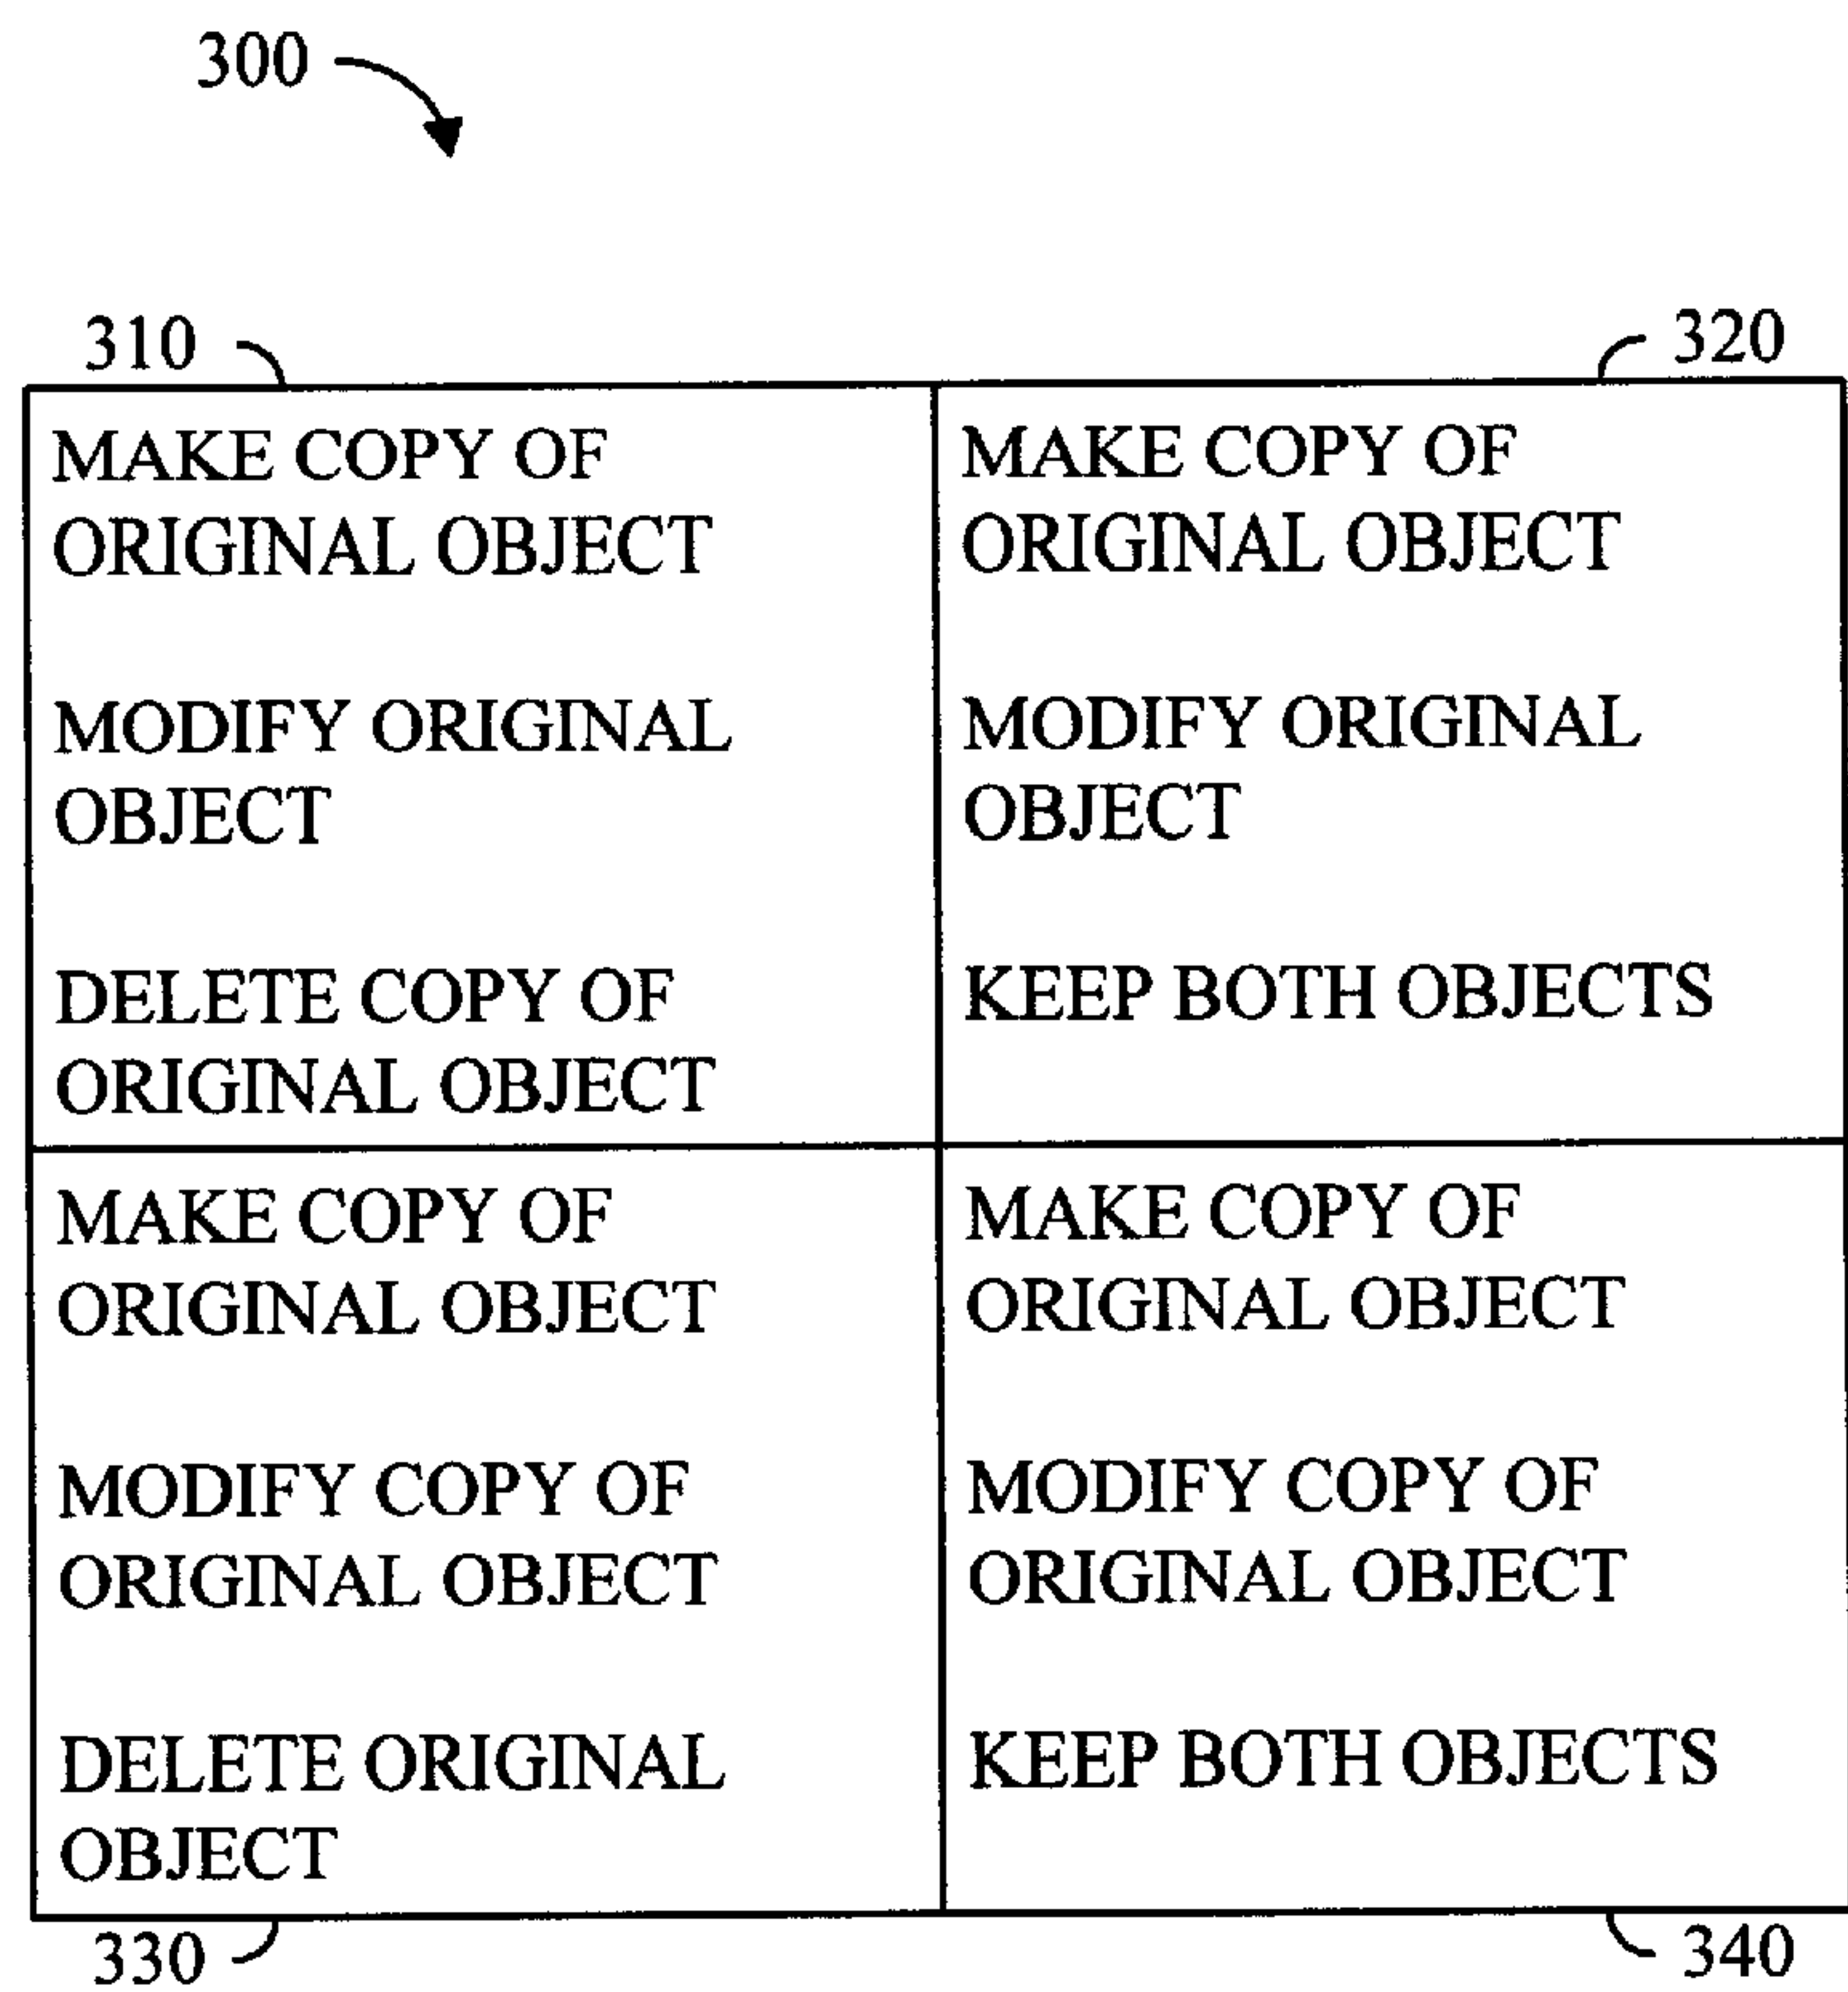 300
310
320
MAKE COPY OF
ORIGINAL OBJECT
MODIFY ORIGINAL
OBJECT
DELETE COPY OF
ORIGINAL OBJECT
MAKE COPY OF
ORIGINAL OBJECT
MODIFY ORIGINAL
OBJECT
KEEP BOTH OBJECTS
MAKE COPY OF
ORIGINAL OBJECT
MODIFY COPY OF
ORIGINAL OBJECT
DELETE ORIGINAL
OBJECT
MAKE COPY OF
ORIGINAL OBJECT
MODIFY COPY OF
ORIGINAL OBJECT
KEEP BOTH OBJECTS
330
340